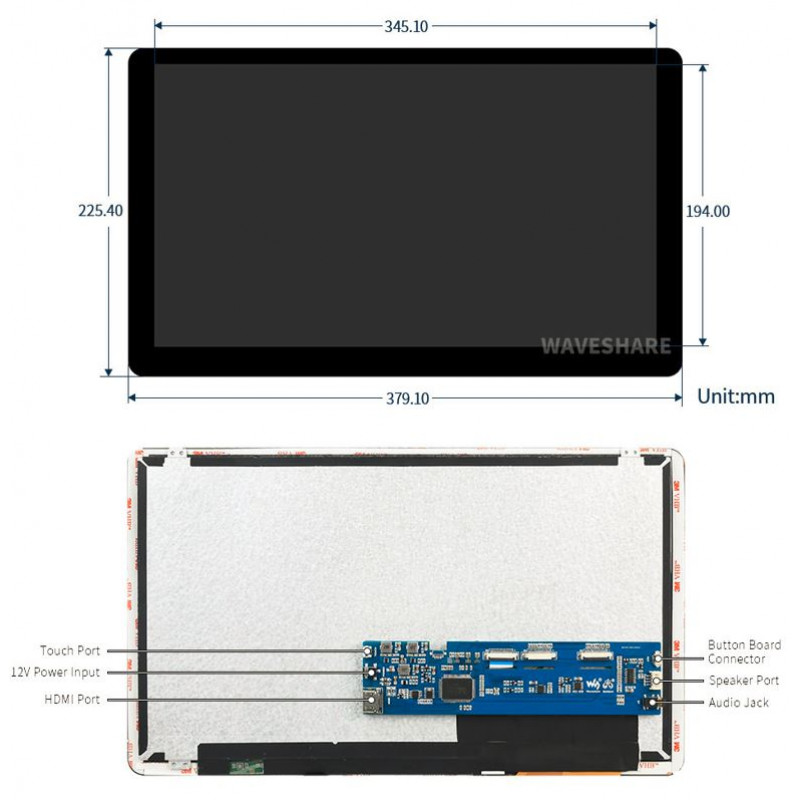 345.10
225.40
194.00
WAVESHARE
379.10
Unit:mm
Touch Port
12V Power Input
HDMI Port
Button Board
Connector
Speaker Port
Audio Jack